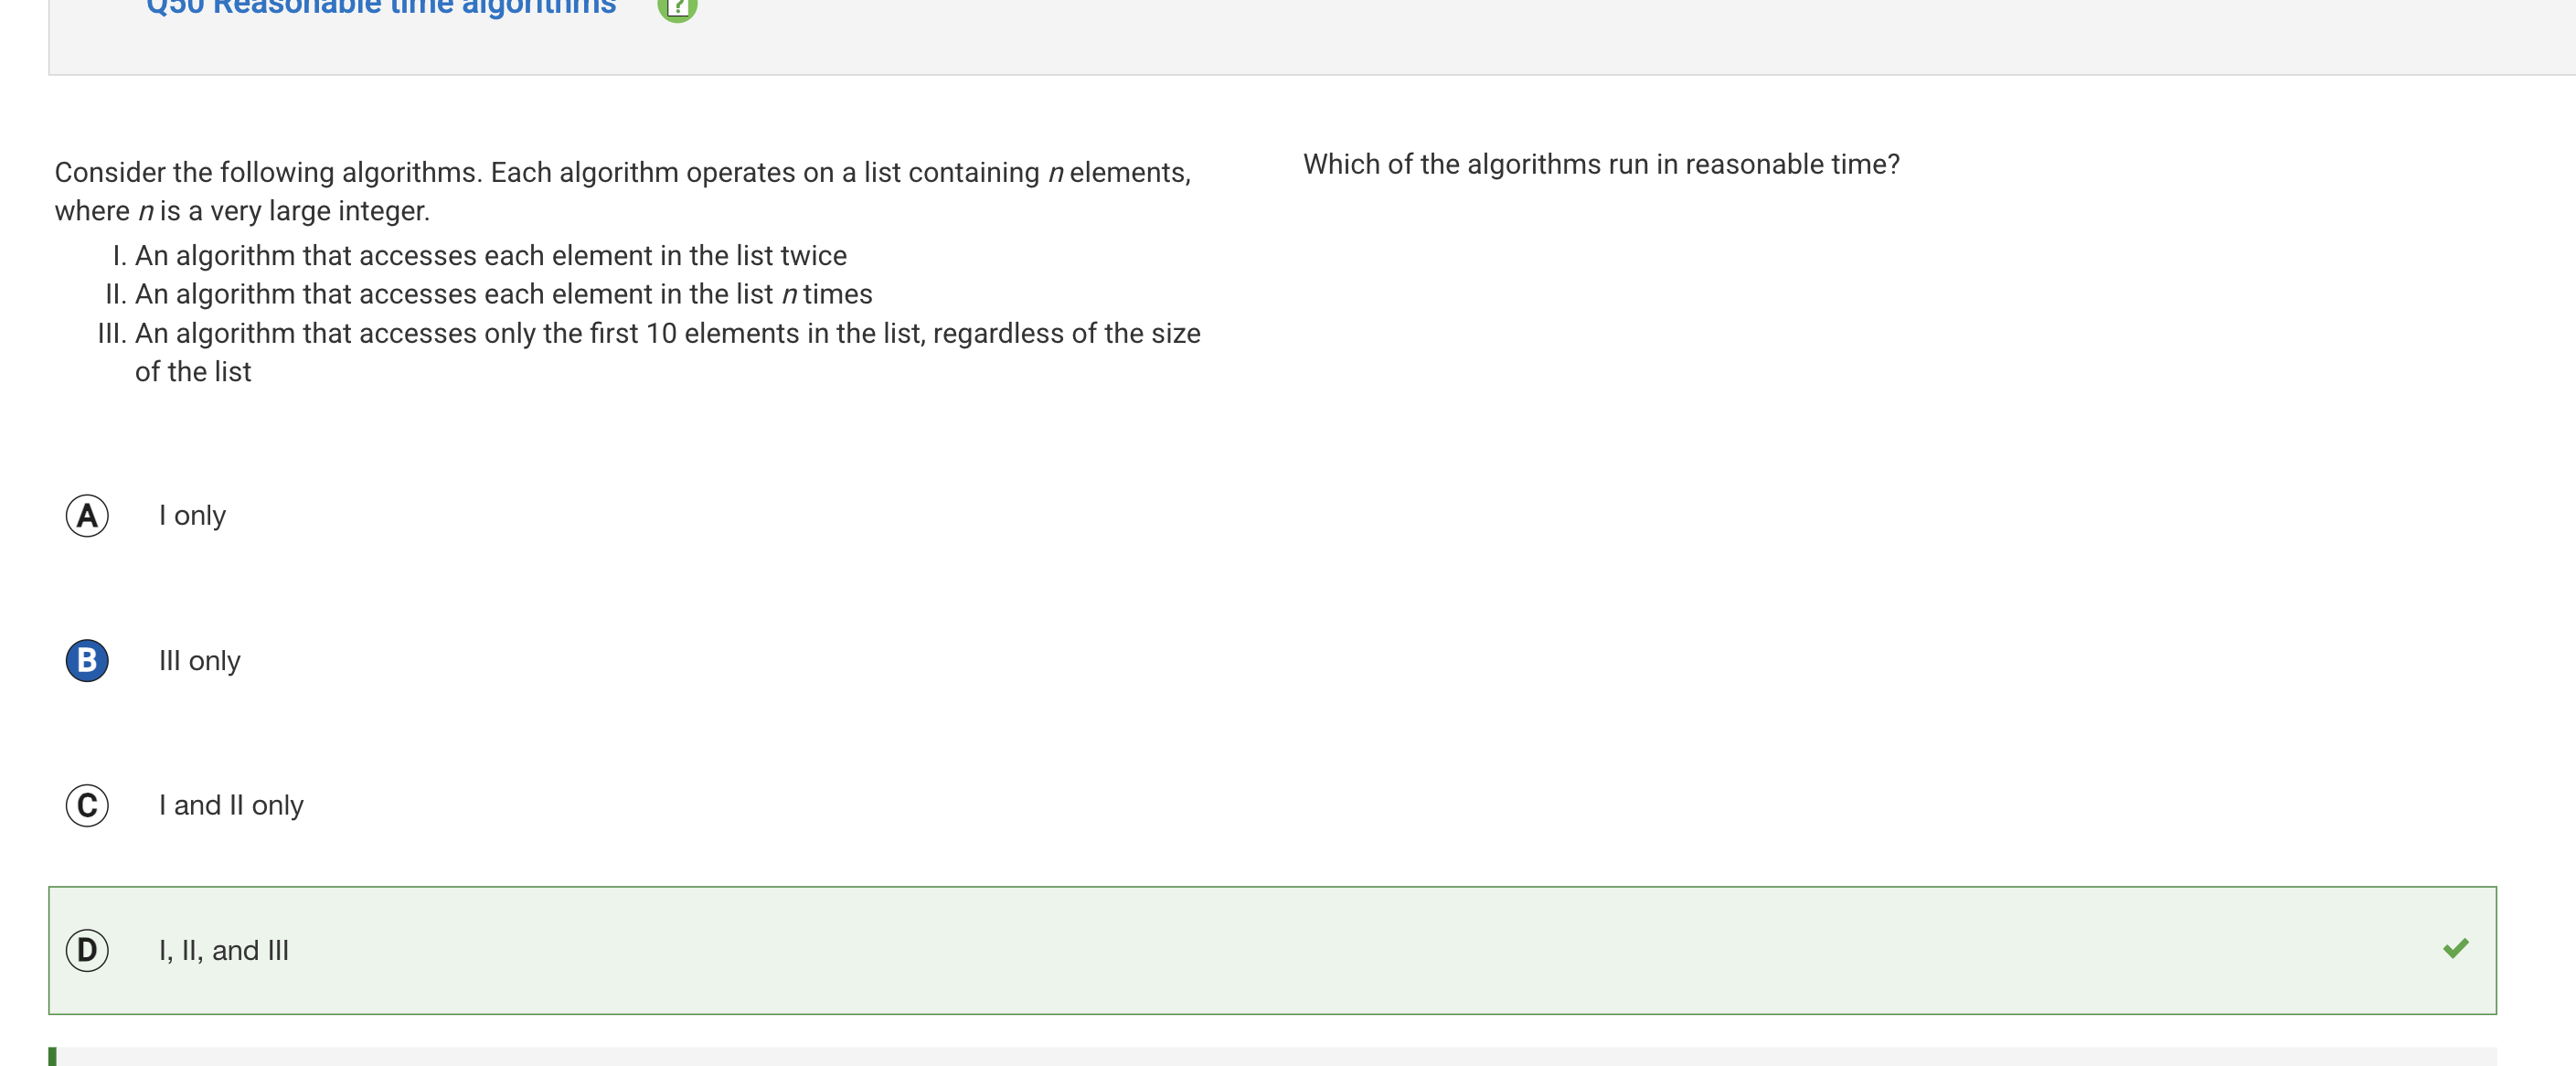 Q50 Reasonable time algorithms
?
Consider the following algorithms. Each algorithm operates on a list containing n elements,
where n is a very large integer.
I. An algorithm that accesses each element in the list twice
II. An algorithm that accesses each element in the list n times
III. An algorithm that accesses only the first 10 elements in the list, regardless of the size
of the list
Which of the algorithms run in reasonable time?
A I only
B III only
C I and II only
D I, II, and III